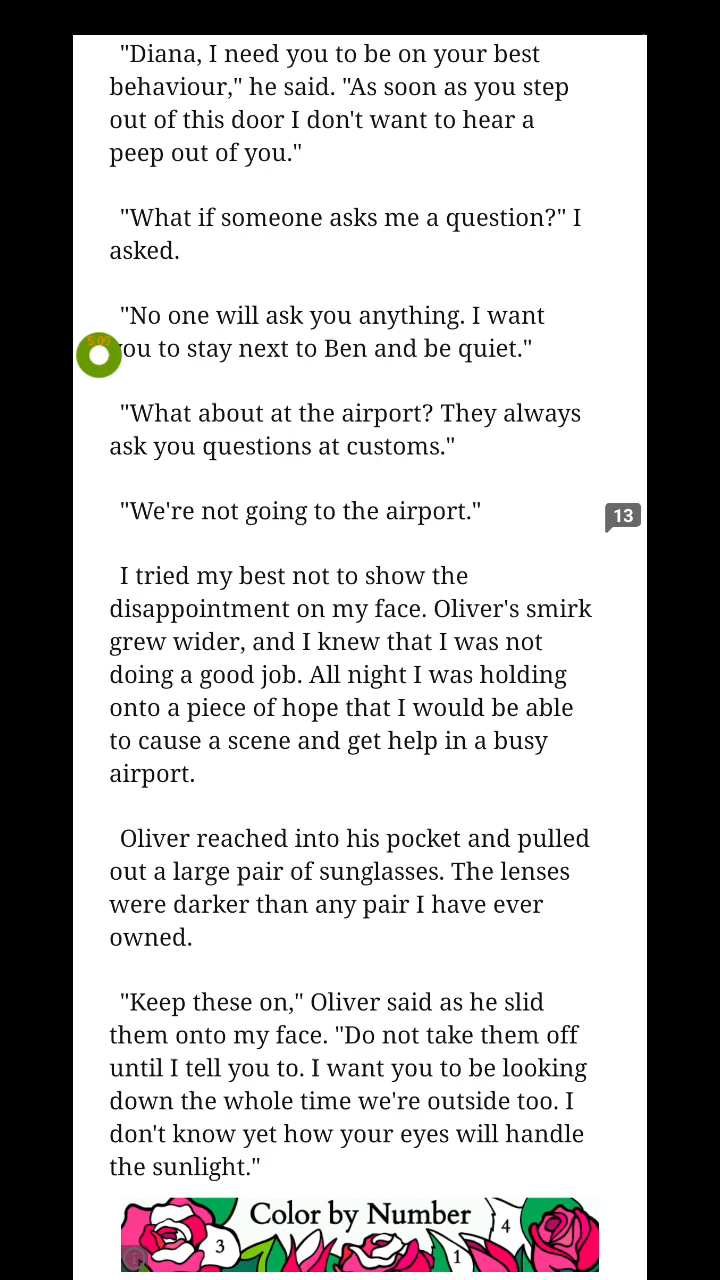 "Diana, I need you to be on your best
behaviour," he said. "As soon as you step
out of this door I don't want to hear a
peep out of you."
"What if someone asks me a question?" I
asked.
"No one will ask you anything. I want
you to stay next to Ben and be quiet."
5:09
"What about at the airport? They always
ask you questions at customs."
"We're not going to the airport."
13
I tried my best not to show the
disappointment on my face. Oliver's smirk
grew wider, and I knew that I was not
doing a good job. All night I was holding
onto a piece of hope that I would be able
to cause a scene and get help in a busy
airport.
Oliver reached into his pocket and pulled
out a large pair of sunglasses. The lenses
were darker than any pair I have ever
owned.
"Keep these on," Oliver said as he slid
them onto my face. "Do not take them off
until I tell you to. I want you to be looking
down the whole time we're outside too. I
don't know yet how your eyes will handle
the sunlight."
Color by Number
3
4
1